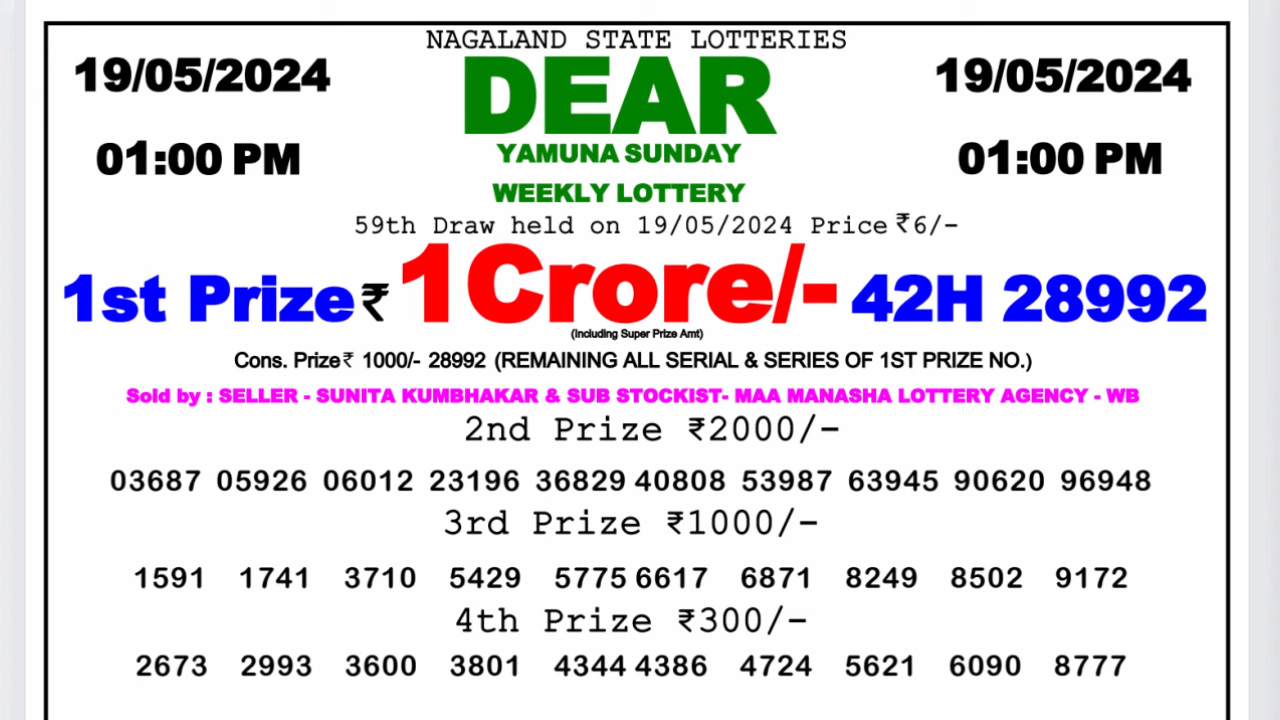 NAGALAND STATE LOTTERIES
19/05/2024 DEAR 19/05/2024
01:00 PM YAMUNA SUNDAY 01:00 PM
WEEKLY LOTTERY
59th Draw held on 19/05/2024 Price ₹6/-
1st Prize ₹ 1Crore/- 42H 28992
(Including Super Prize Amt)
Cons. Prize ₹ 1000/- 28992 (REMAINING ALL SERIAL & SERIES OF 1ST PRIZE NO.)
Sold by : SELLER - SUNITA KUMBHAKAR & SUB STOCKIST- MAA MANASHA LOTTERY AGENCY - WB
2nd Prize ₹2000/-
03687 05926 06012 23196 36829 40808 53987 63945 90620 96948
3rd Prize ₹1000/-
1591 1741 3710 5429 5775 6617 6871 8249 8502 9172
4th Prize ₹300/-
2673 2993 3600 3801 4344 4386 4724 5621 6090 8777